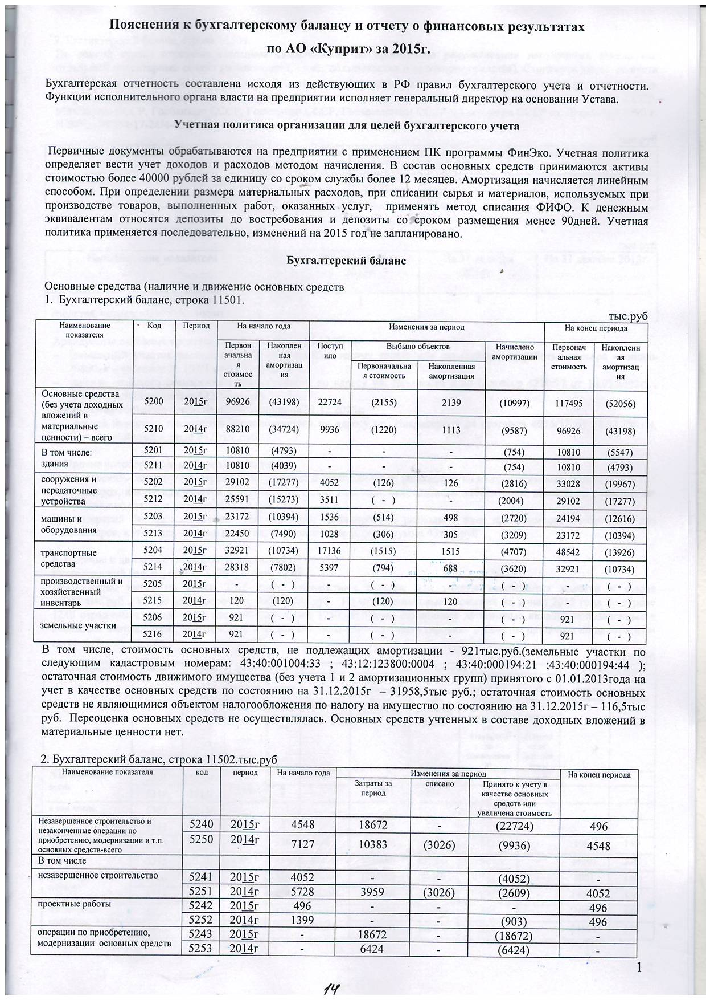 Пояснения к бухгалтерскому балансу и отчету о финансовых результатах
по АО «Куприт» за 2015г.
Бухгалтерская отчетность составлена исходя из действующих в РФ правил бухгалтерского учета и отчетности.
Функции исполнительного органа власти на предприятии исполняет генеральный директор на основании Устава.
Учетная политика организации для целей бухгалтерского учета
Первичные документы обрабатываются на предприятии с применением ПК программы ФинЭко. Учетная политика
определяет вести учет доходов и расходов методом начисления. В состав основных средств принимаются активы
стоимостью более 40000 рублей за единицу со сроком службы более 12 месяцев. Амортизация начисляется линейным
способом. При определении размера материальных расходов, при списании сырья и материалов, используемых при
производстве товаров, выполненных работ, оказанных услуг, применять метод списания ФИФО. К денежным
эквивалентам относятся депозиты до востребования и депозиты со сроком размещения менее 90дней. Учетная
политика применяется последовательно, изменений на 2015 год не запланировано.
Бухгалтерский баланс
Основные средства (наличие и движение основных средств
1. Бухгалтерский баланс, строка 11501.
тыс.руб
Наименование показателя Код Период На начало года Изменения за период На конец периода
Первоначальная стоимость Накопленная амортизация Поступило Выбыло объектов Начислено амортизации Первоначальная стоимость Накопленная амортизация
Первоначальная стоимость Накопленная амортизация
Основные средства (без учета доходных вложений в материальные ценности) – всего 5200 2015г 96926 (43198) 22724 (2155) 2139 (10997) 117495 (52056)
5210 2014г 88210 (34724) 9936 (1220) 1113 (9587) 96926 (43198)
В том числе: здания 5201 2015г 10810 (4793) - - - (754) 10810 (5547)
5211 2014г 10810 (4039) - - - (754) 10810 (4793)
сооружения и передаточные устройства 5202 2015г 29102 (17277) 4052 (126) 126 (2816) 33028 (19967)
5212 2014г 25591 (15273) 3511 ( - ) - (2004) 29102 (17277)
машины и оборудования 5203 2015г 23172 (10394) 1536 (514) 498 (2720) 24194 (12616)
5213 2014г 22450 (7490) 1028 (306) 305 (3209) 23172 (10394)
транспортные средства 5204 2015г 32921 (10734) 17136 (1515) 1515 (4707) 48542 (13926)
5214 2014г 28318 (7802) 5397 (794) 688 (3620) 32921 (10734)
производственный и хозяйственный инвентарь 5205 2015г - ( - ) - ( - ) - ( - ) - ( - )
5215 2014г 120 (120) - (120) 120 ( - ) - ( - )
земельные участки 5206 2015г 921 ( - ) - ( - ) - ( - ) 921 ( - )
5216 2014г 921 ( - ) - ( - ) - ( - ) 921 ( - )
В том числе, стоимость основных средств, не подлежащих амортизации - 921тыс.руб.(земельные участки по
следующим кадастровым номерам: 43:40:001004:33 ; 43:12:123800:0004 ; 43:40:000194:21 ;43:40:000194:44 );
остаточная стоимость движимого имущества (без учета 1 и 2 амортизационных групп) принятого с 01.01.2013года на
учет в качестве основных средств по состоянию на 31.12.2015г – 31958,5тыс руб.; остаточная стоимость основных
средств не являющимися объектом налогообложения по налогу на имущество по состоянию на 31.12.2015г – 116,5тыс
руб. Переоценка основных средств не осуществлялась. Основных средств учтенных в составе доходных вложений в
материальные ценности нет.
2. Бухгалтерский баланс, строка 11502.тыс.руб
Наименование показателя код период На начало года Изменения за период На конец периода
Затраты за период списано Принято к учету в качестве основных средств или увеличена стоимость
Незавершенное строительство и незаконченные операции по приобретению, модернизации и т.п. основных средств-всего 5240 2015г 4548 18672 - (22724) 496
5250 2014г 7127 10383 (3026) (9936) 4548
В том числе
незавершенное строительство 5241 2015г 4052 - - (4052) -
5251 2014г 5728 3959 (3026) (2609) 4052
проектные работы 5242 2015г 496 - - - 496
5252 2014г 1399 - - (903) 496
операции по приобретению, модернизации основных средств 5243 2015г - 18672 - (18672) -
5253 2014г - 6424 - (6424) -
1
14